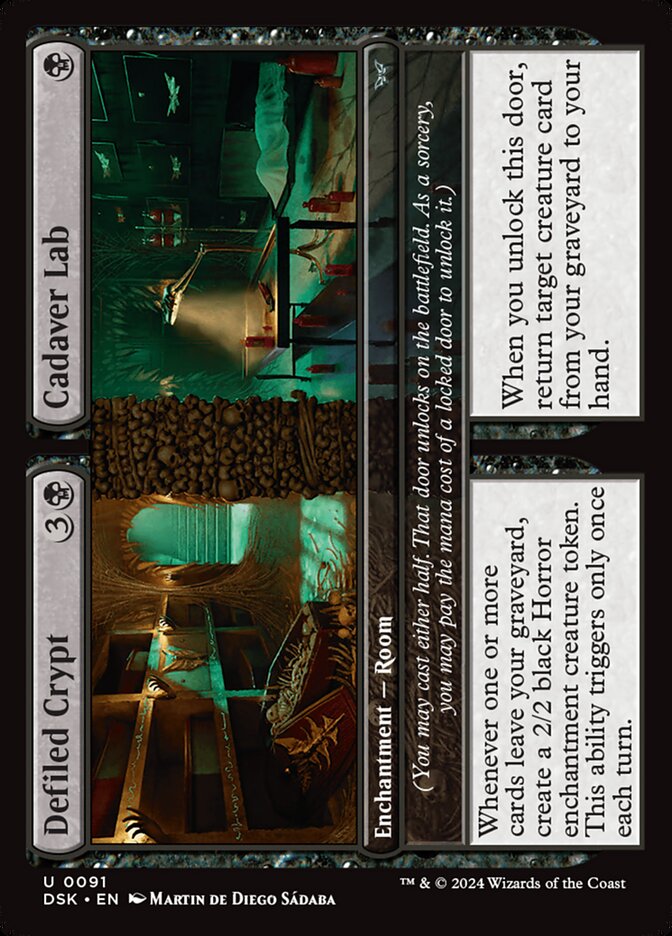 Defiled Crypt 3
Enchantment — Room
(You may cast either half. That door unlocks on the battlefield. As a sorcery,
you may pay the mana cost of a locked door to unlock it.)
Whenever one or more
cards leave your graveyard,
create a 2/2 black Horror
enchantment creature token.
This ability triggers only once
each turn.
Cadaver Lab
When you unlock this door,
return target creature card
from your graveyard to your
hand.
U 0091
DSK • EN Martin de Diego Sádaba
™ & © 2024 Wizards of the Coast